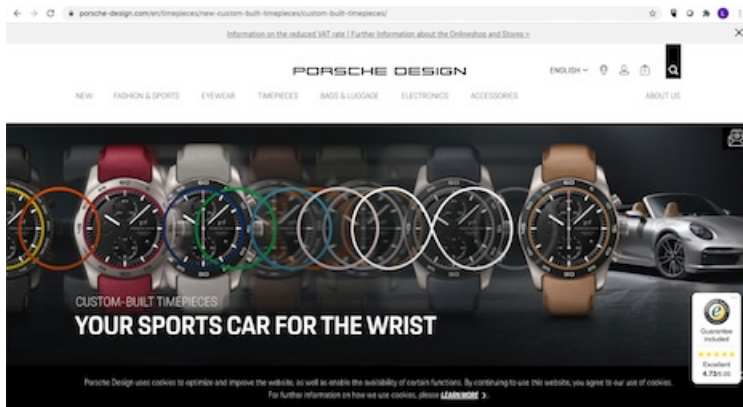 porsche-design.com/en/timepieces/new-custom-built-timepieces/custom-built-timepieces/
Information on the reduced VAT rate | Further Information about the Onlineshop and Stores >
PORSCHE DESIGN
ENGLISH
NEW FASHION & SPORTS EYEWEAR TIMEPIECES BAGS & LUGGAGE ELECTRONICS ACCESSORIES ABOUT US
CUSTOM-BUILT TIMEPIECES
YOUR SPORTS CAR FOR THE WRIST
Guarantee
included
Excellent
4.73/5.00
Porsche Design uses cookies to optimize and improve the website, as well as enable the availability of certain functions. By continuing to use this website, you agree to our use of cookies.
For further information on how we use cookies, please LEARN MORE >.